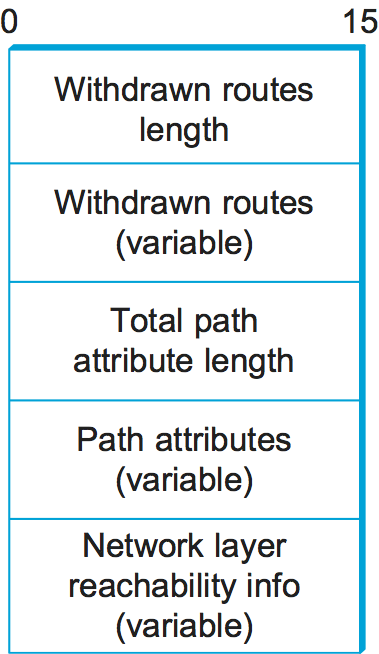 0 15
Withdrawn routes
length
Withdrawn routes
(variable)
Total path
attribute length
Path attributes
(variable)
Network layer
reachability info
(variable)